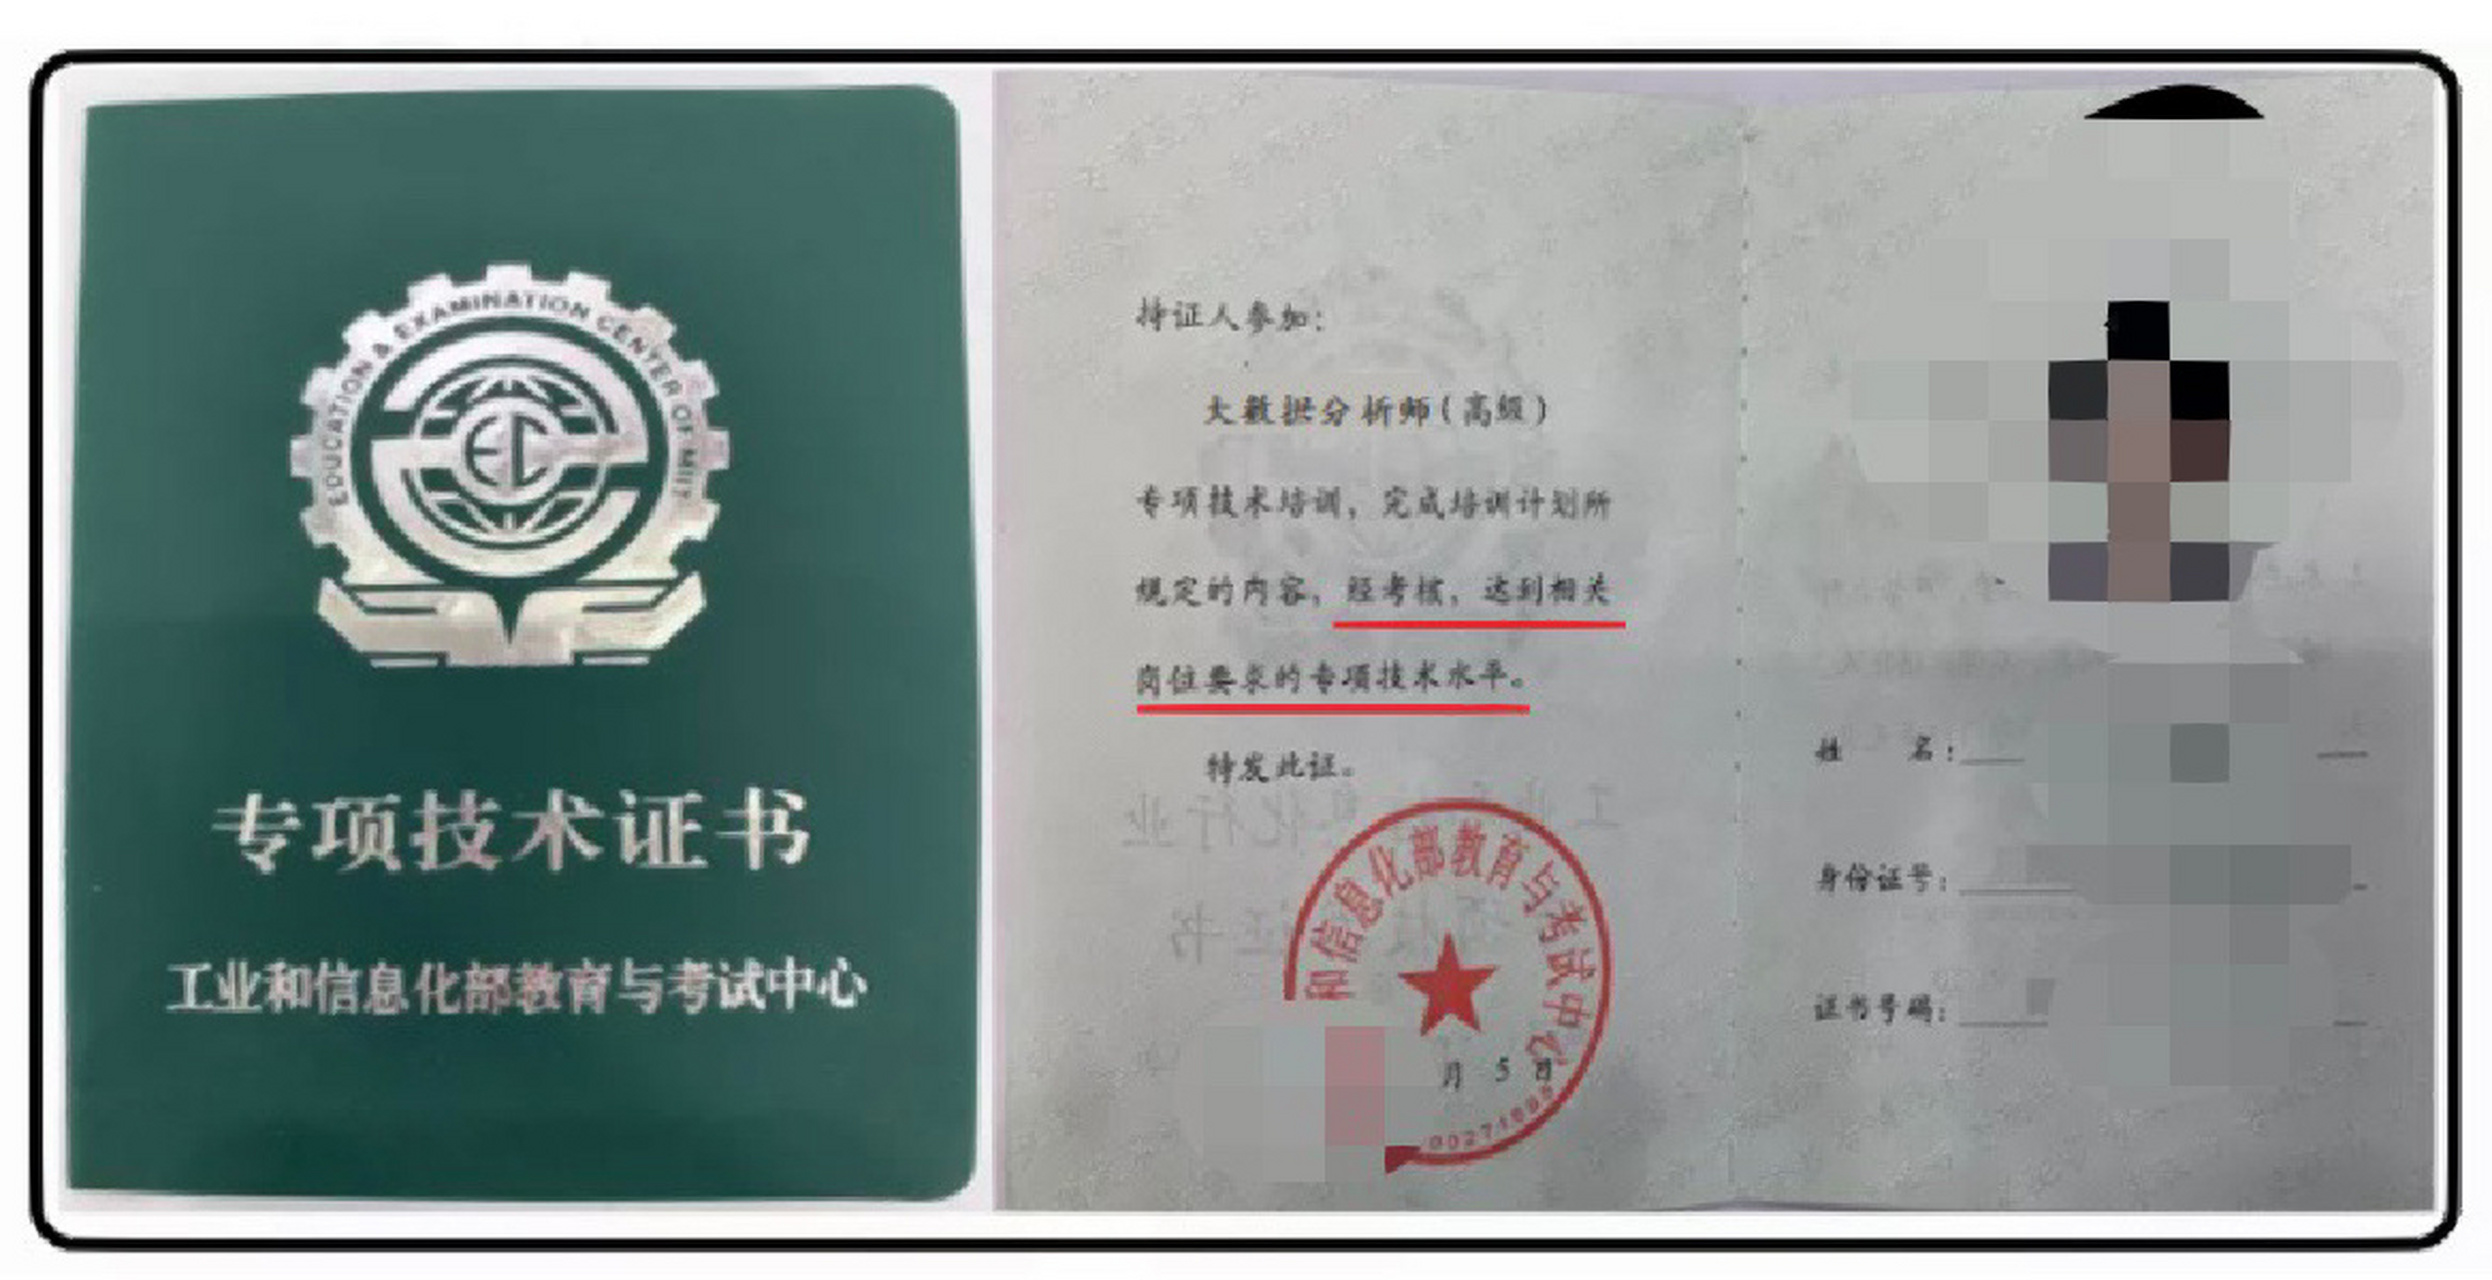 EDUCATION & EXAMINATION CENTER OF MIIT
EC
专项技术证书
工业和信息化部教育与考试中心
持证人参加：
大数据分析师（高级）
专项技术培训，完成培训计划所
规定的内容，经考核，达到相关
岗位要求的专项技术水平。
特发此证。
和信息化部教育与考试中心
月 5 日
姓 名：
身份证号：
证书号码：